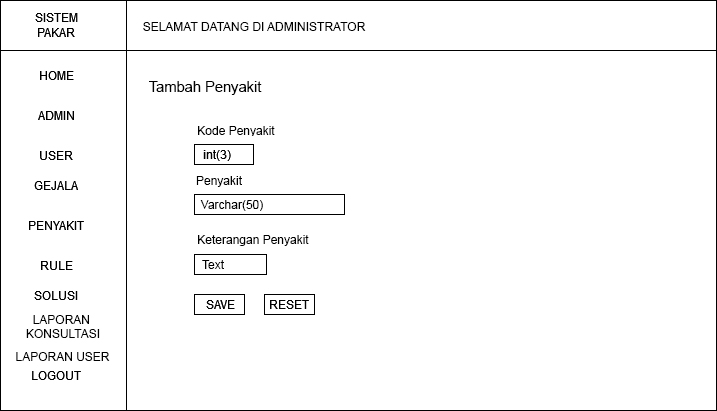 SISTEM
PAKAR
SELAMAT DATANG DI ADMINISTRATOR
HOME
ADMIN
USER
GEJALA
PENYAKIT
RULE
SOLUSI
LAPORAN
KONSULTASI
LAPORAN USER
LOGOUT
Tambah Penyakit
Kode Penyakit
int(3)
Penyakit
Varchar(50)
Keterangan Penyakit
Text
SAVE RESET